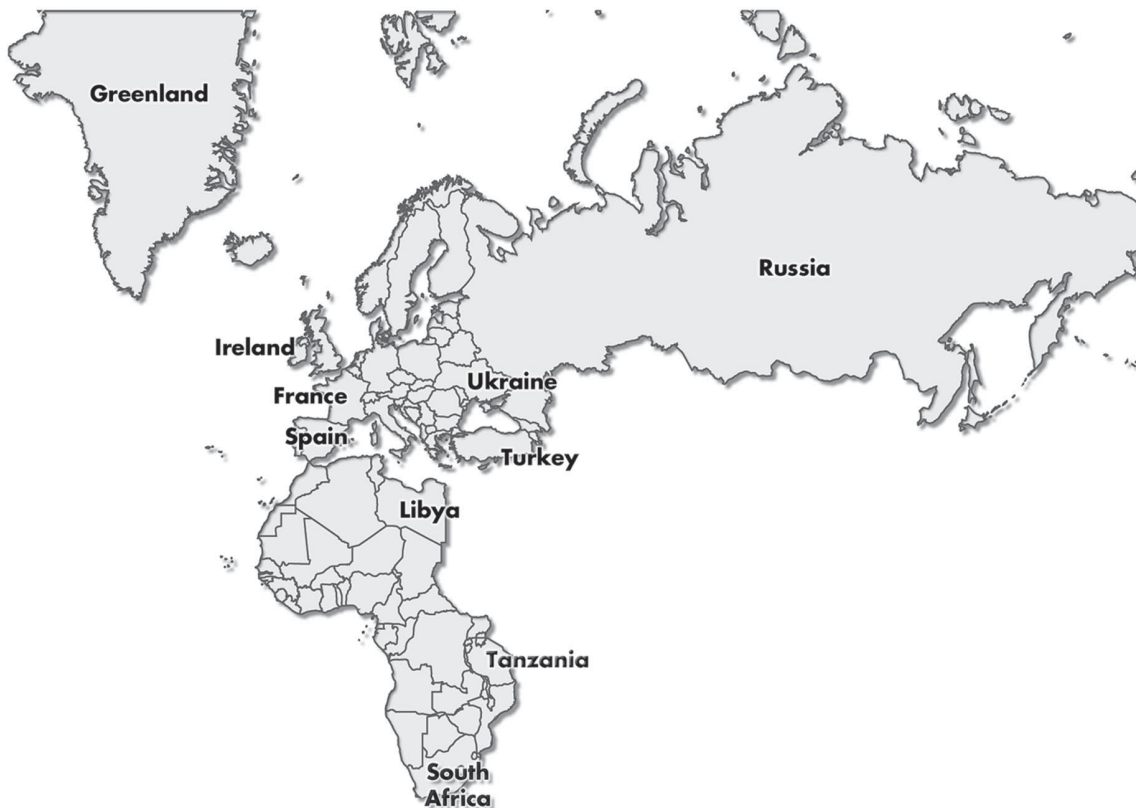 Greenland
Russia
Ireland
Ukraine
France
Spain
Turkey
Libya
Tanzania
South
Africa